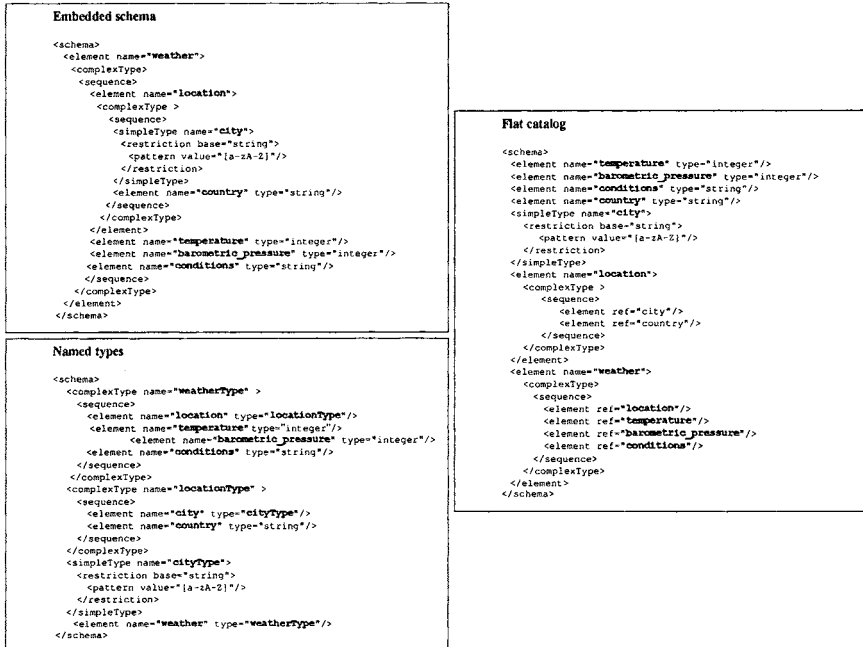 Embedded schema
<schema>
<element name="weather">
<complexType>
<sequence>
<element name="location">
<complexType >
<sequence>
<simpleType name="city">
<restriction base="string">
<pattern value="[a-zA-Z]"/>
</restriction>
</simpleType>
<element name="country" type="string"/>
</sequence>
</complexType>
</element>
<element name="temperature" type="integer"/>
<element name="barometric_pressure" type="integer"/>
<element name="conditions" type="string"/>
</sequence>
</complexType>
</element>
</schema>
Named types
<schema>
<complexType name="weatherType" >
<sequence>
<element name="location" type="locationType"/>
<element name="temperature" type="integer"/>
<element name="barometric_pressure" type="integer"/>
<element name="conditions" type="string"/>
</sequence>
</complexType>
<complexType name="locationType" >
<sequence>
<element name="city" type="cityType"/>
<element name="country" type="string"/>
</sequence>
</complexType>
<simpleType name="cityType">
<restriction base="string">
<pattern value="[a-zA-Z]"/>
</restriction>
</simpleType>
<element name="weather" type="weatherType"/>
</schema>
Flat catalog
<schema>
<element name="temperature" type="integer"/>
<element name="barometric_pressure" type="integer"/>
<element name="conditions" type="string"/>
<element name="country" type="string"/>
<simpleType name="city">
<restriction base="string">
<pattern value="[a-zA-Z]"/>
</restriction>
</simpleType>
<element name="location">
<complexType >
<sequence>
<element ref="city"/>
<element ref="country"/>
</sequence>
</complexType>
</element>
<element name="weather">
<complexType>
<sequence>
<element ref="location"/>
<element ref="temperature"/>
<element ref="barometric_pressure"/>
<element ref="conditions"/>
</sequence>
</complexType>
</element>
</schema>